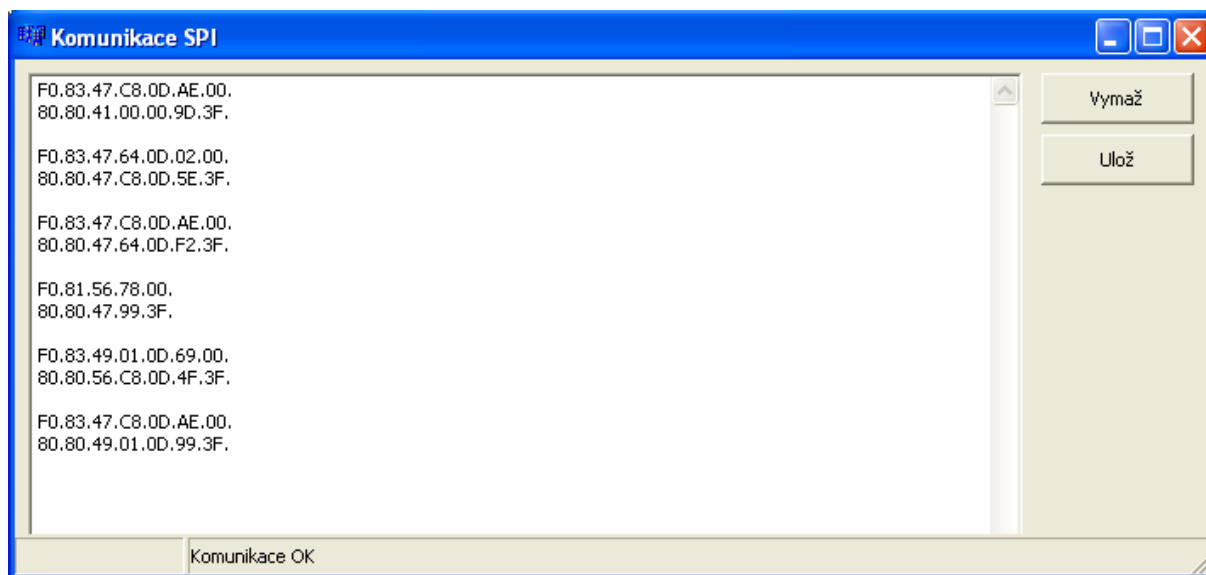 Komunikace SPI
F0.83.47.C8.0D.AE.00.
80.80.41.00.00.9D.3F.
F0.83.47.64.0D.02.00.
80.80.47.C8.0D.5E.3F.
F0.83.47.C8.0D.AE.00.
80.80.47.64.0D.F2.3F.
F0.81.56.78.00.
80.80.47.99.3F.
F0.83.49.01.0D.69.00.
80.80.56.C8.0D.4F.3F.
F0.83.47.C8.0D.AE.00.
80.80.49.01.0D.99.3F.
Vymaž
Ulož
Komunikace OK